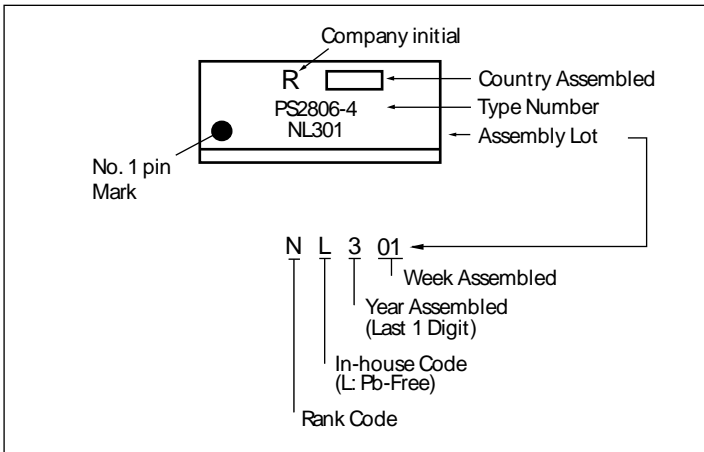 Company initial
R
Country Assembled
PS2806-4
Type Number
NL301
Assembly Lot
No. 1 pin
Mark
N L 3 01
Week Assembled
Year Assembled
(Last 1 Digit)
In-house Code
(L: Pb-Free)
Rank Code